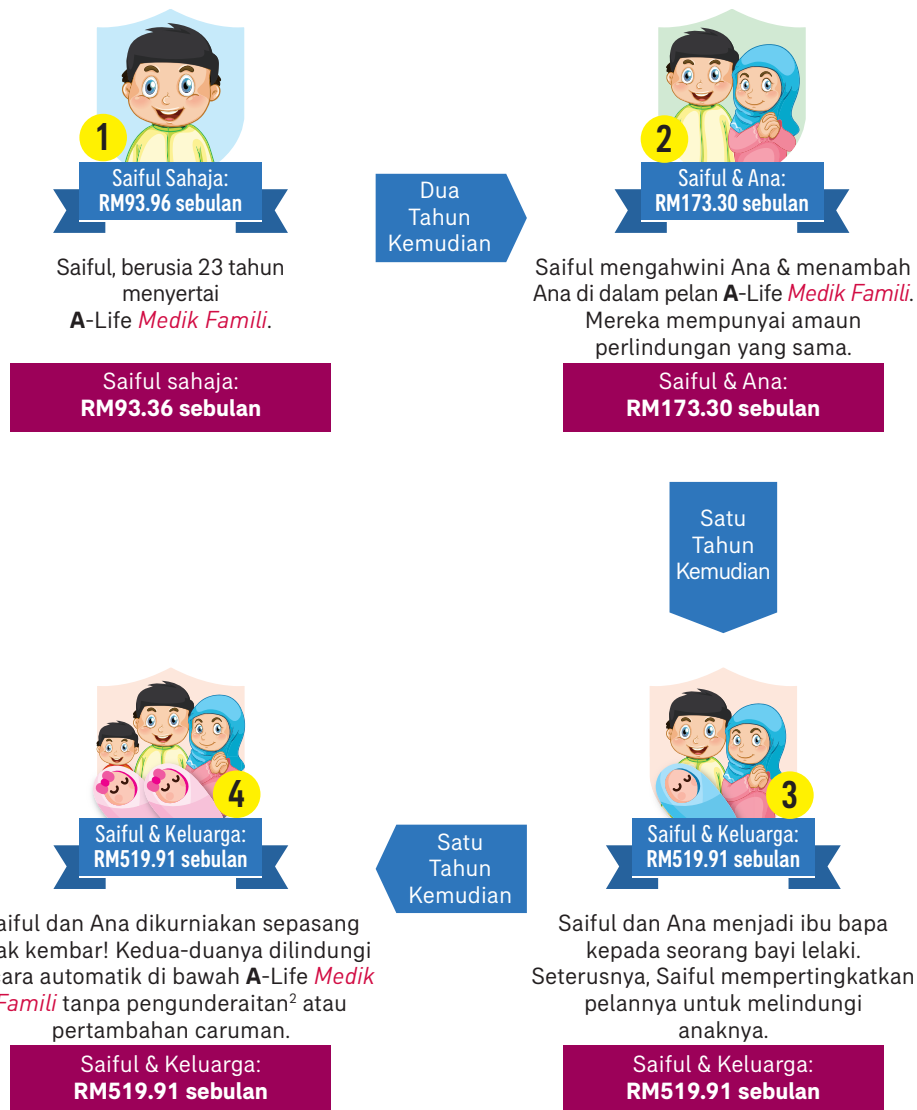 1
Saiful Sahaja:
RM93.96 sebulan
Saiful, berusia 23 tahun
menyertai
A-Life Medik Famili.
Saiful sahaja:
RM93.36 sebulan
Dua
Tahun
Kemudian
2
Saiful & Ana:
RM173.30 sebulan
Saiful mengahwini Ana & menambah
Ana di dalam pelan A-Life Medik Famili.
Mereka mempunyai amaun
perlindungan yang sama.
Saiful & Ana:
RM173.30 sebulan
Satu
Tahun
Kemudian
3
Saiful & Keluarga:
RM519.91 sebulan
Saiful dan Ana menjadi ibu bapa
kepada seorang bayi lelaki.
Seterusnya, Saiful mempertingkatkan
pelannya untuk melindungi
anaknya.
Saiful & Keluarga:
RM519.91 sebulan
Satu
Tahun
Kemudian
4
Saiful & Keluarga:
RM519.91 sebulan
aiful dan Ana dikurniakan sepasang
ak kembar! Kedua-duanya dilindungi
cara automatik di bawah A-Life Medik
Famili tanpa pengunderaitan² atau
pertambahan caruman.
Saiful & Keluarga:
RM519.91 sebulan